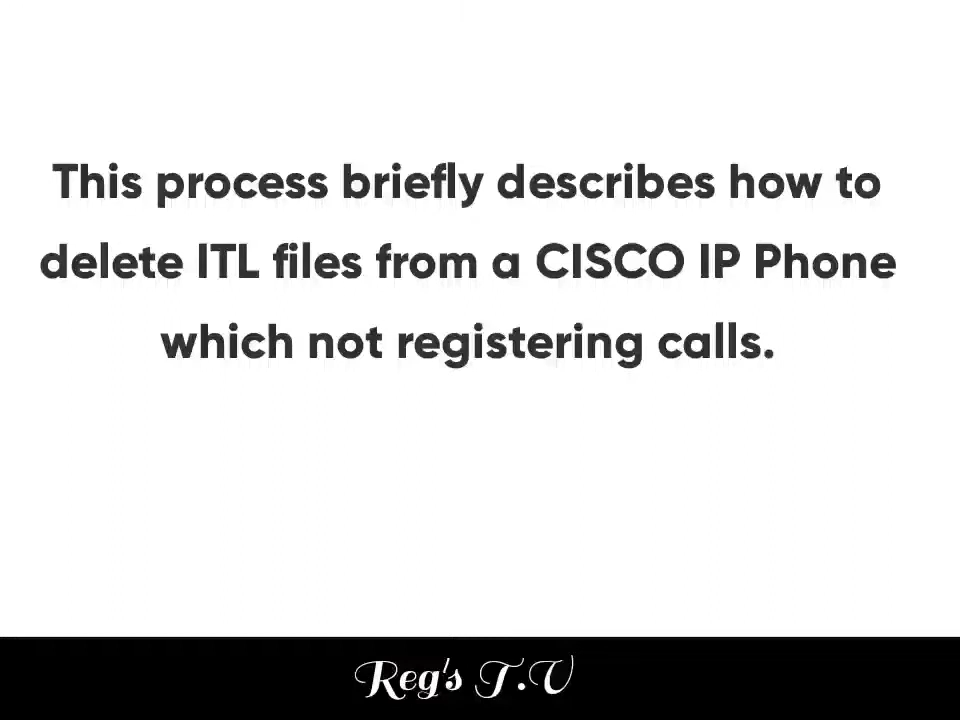 This process briefly describes how to
delete ITL files from a CISCO IP Phone
which not registering calls.
Reg's T.V